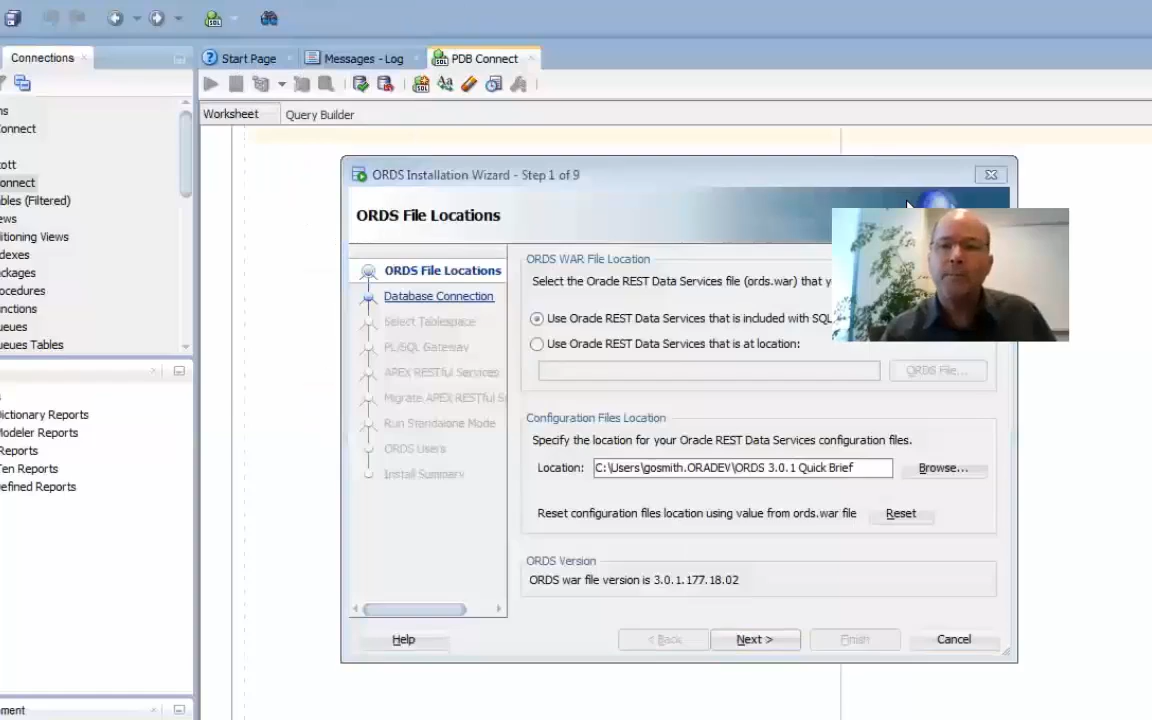 Connections
Start Page
Messages - Log
PDB Connect
Worksheet
Query Builder
ns
onnect
ott
onnect
bles (Filtered)
ews
itioning Views
dexes
ckages
ocedures
nctions
ueues
ueues Tables
ictionary Reports
Modeler Reports
Reports
Ten Reports
efined Reports
ment
ORDS Installation Wizard - Step 1 of 9
ORDS File Locations
ORDS File Locations
Database Connection
Select Tablespace
PL/SQL Gateway
APEX RESTful Services
Migrate APEX RESTful S
Run Standalone Mode
ORDS Users
Install Summary
ORDS WAR File Location
Select the Oracle REST Data Services file (ords.war) that y
Use Oracle REST Data Services that is included with SQL
Use Oracle REST Data Services that is at location:
ORDS File...
Configuration Files Location
Specify the location for your Oracle REST Data Services configuration files.
Location: C:\Users\gosmith.ORADEV\ORDS 3.0.1 Quick Brief Browse...
Reset configuration files location using value from ords.war file Reset
ORDS Version
ORDS war file version is 3.0.1.177.18.02
Help < Back Next > Finish Cancel